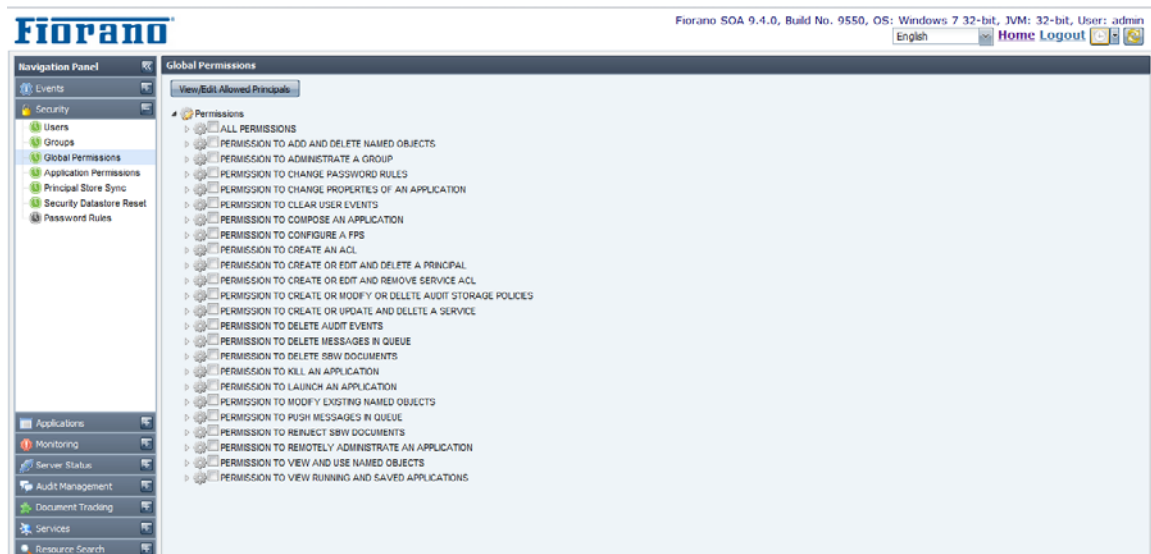 Fiorano
Fiorano SOA 9.4.0, Build No. 9550, OS: Windows 7 32-bit, JVM: 32-bit, User: admin
English Home Logout
Navigation Panel
Events
Security
Users
Groups
Global Permissions
Application Permissions
Principal Store Sync
Security Datastore Reset
Password Rules
Applications
Monitoring
Server Status
Audit Management
Document Tracking
Services
Resource Search
Global Permissions
View/Edit Allowed Principals
Permissions
ALL PERMISSIONS
PERMISSION TO ADD AND DELETE NAMED OBJECTS
PERMISSION TO ADMINISTRATE A GROUP
PERMISSION TO CHANGE PASSWORD RULES
PERMISSION TO CHANGE PROPERTIES OF AN APPLICATION
PERMISSION TO CLEAR USER EVENTS
PERMISSION TO COMPOSE AN APPLICATION
PERMISSION TO CONFIGURE A FPS
PERMISSION TO CREATE AN ACL
PERMISSION TO CREATE OR EDIT AND DELETE A PRINCIPAL
PERMISSION TO CREATE OR EDIT AND REMOVE SERVICE ACL
PERMISSION TO CREATE OR MODIFY OR DELETE AUDIT STORAGE POLICIES
PERMISSION TO CREATE OR UPDATE AND DELETE A SERVICE
PERMISSION TO DELETE AUDIT EVENTS
PERMISSION TO DELETE MESSAGES IN QUEUE
PERMISSION TO DELETE SBW DOCUMENTS
PERMISSION TO KILL AN APPLICATION
PERMISSION TO LAUNCH AN APPLICATION
PERMISSION TO MODIFY EXISTING NAMED OBJECTS
PERMISSION TO PUSH MESSAGES IN QUEUE
PERMISSION TO REINJECT SBW DOCUMENTS
PERMISSION TO REMOTELY ADMINISTRATE AN APPLICATION
PERMISSION TO VIEW AND USE NAMED OBJECTS
PERMISSION TO VIEW RUNNING AND SAVED APPLICATIONS